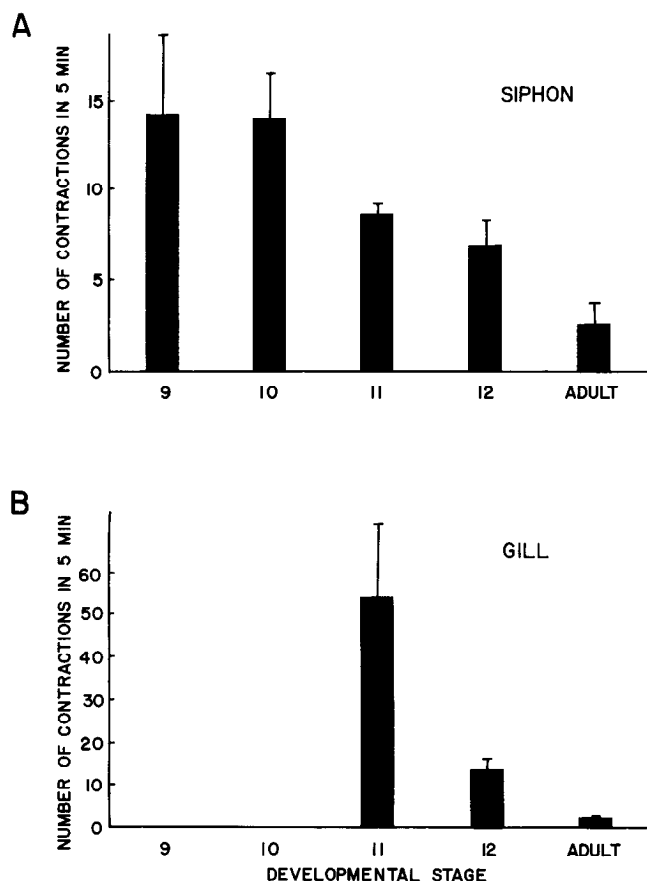 A
NUMBER OF CONTRACTIONS IN 5 MIN
SIPHON
15
10
5
0
9 10 11 12 ADULT
B
NUMBER OF CONTRACTIONS IN 5 MIN
GILL
60
50
40
30
20
10
0
9 10 11 12 ADULT
DEVELOPMENTAL STAGE